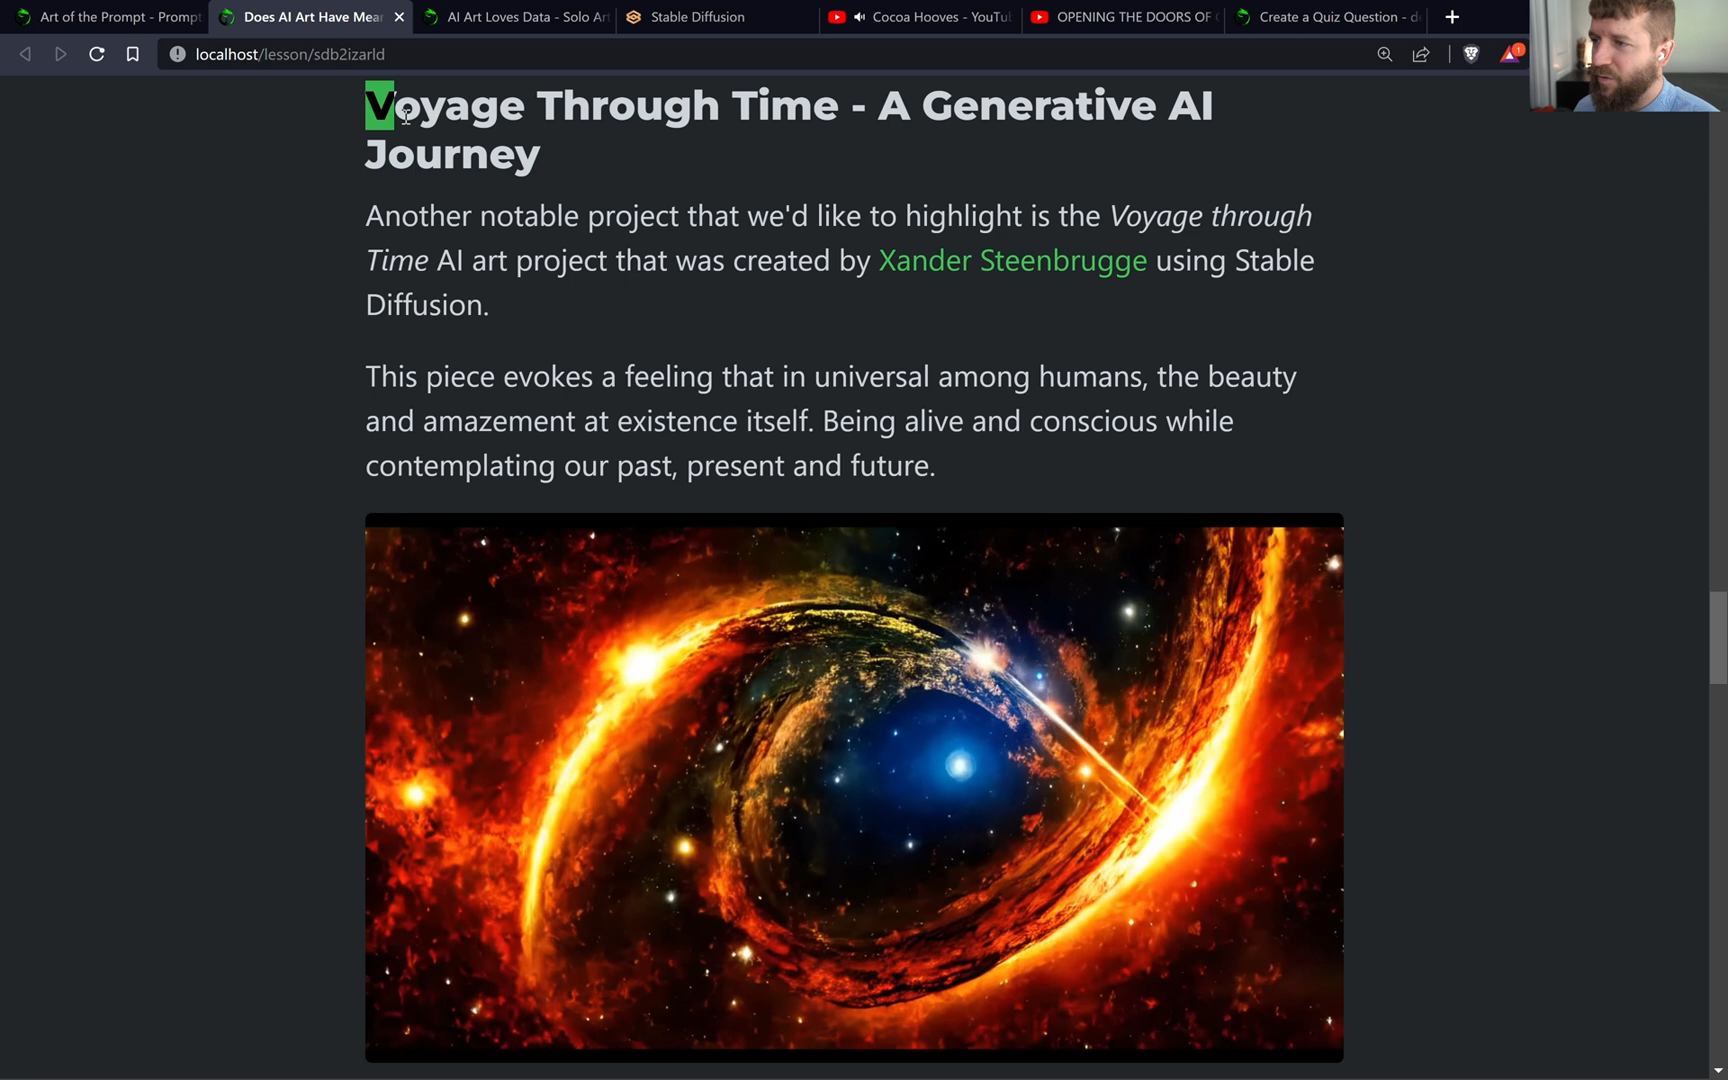 Art of the Prompt - Prompt
Does AI Art Have Mear
AI Art Loves Data - Solo Art
Stable Diffusion
Cocoa Hooves - YouTu
OPENING THE DOORS OF
Create a Quiz Question - d
localhost/lesson/sdb2izarld
1
Voyage Through Time - A Generative AI
Journey
Another notable project that we'd like to highlight is the Voyage through
Time AI art project that was created by Xander Steenbrugge using Stable
Diffusion.
This piece evokes a feeling that in universal among humans, the beauty
and amazement at existence itself. Being alive and conscious while
contemplating our past, present and future.